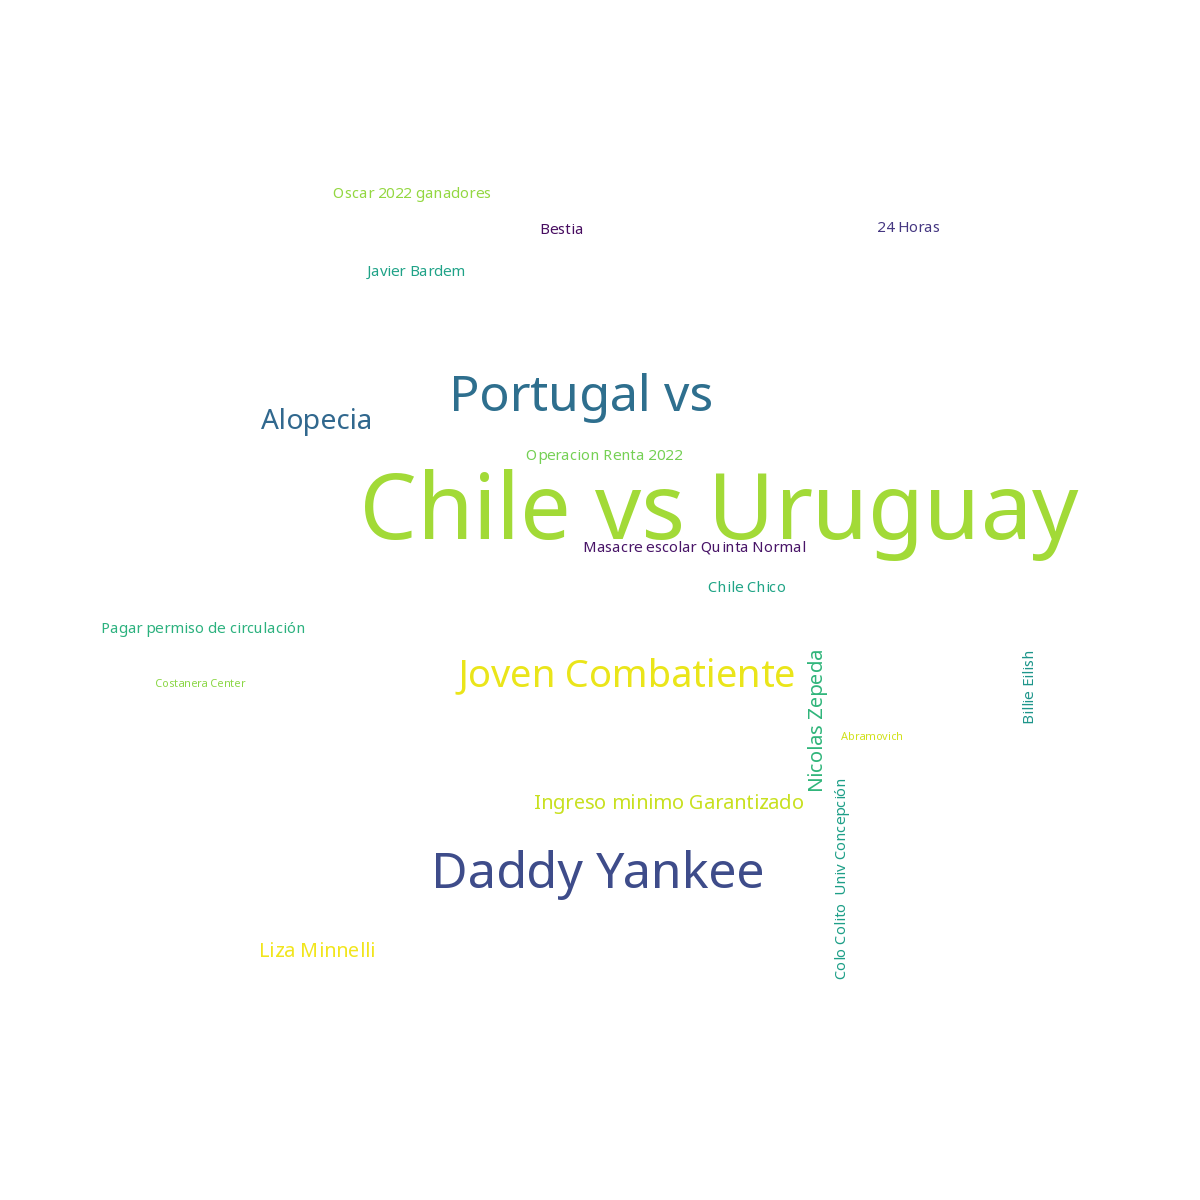 Oscar 2022 ganadores
Bestia
24 Horas
Javier Bardem
Portugal vs
Alopecia
Operacion Renta 2022
Chile vs Uruguay
Masacre escolar Quinta Normal
Chile Chico
Pagar permiso de circulación
Joven Combatiente
Costanera Center
Nicolas Zepeda
Billie Eilish
Abramovich
Ingreso minimo Garantizado
Univ Concepción
Daddy Yankee
Colo Colito
Liza Minnelli